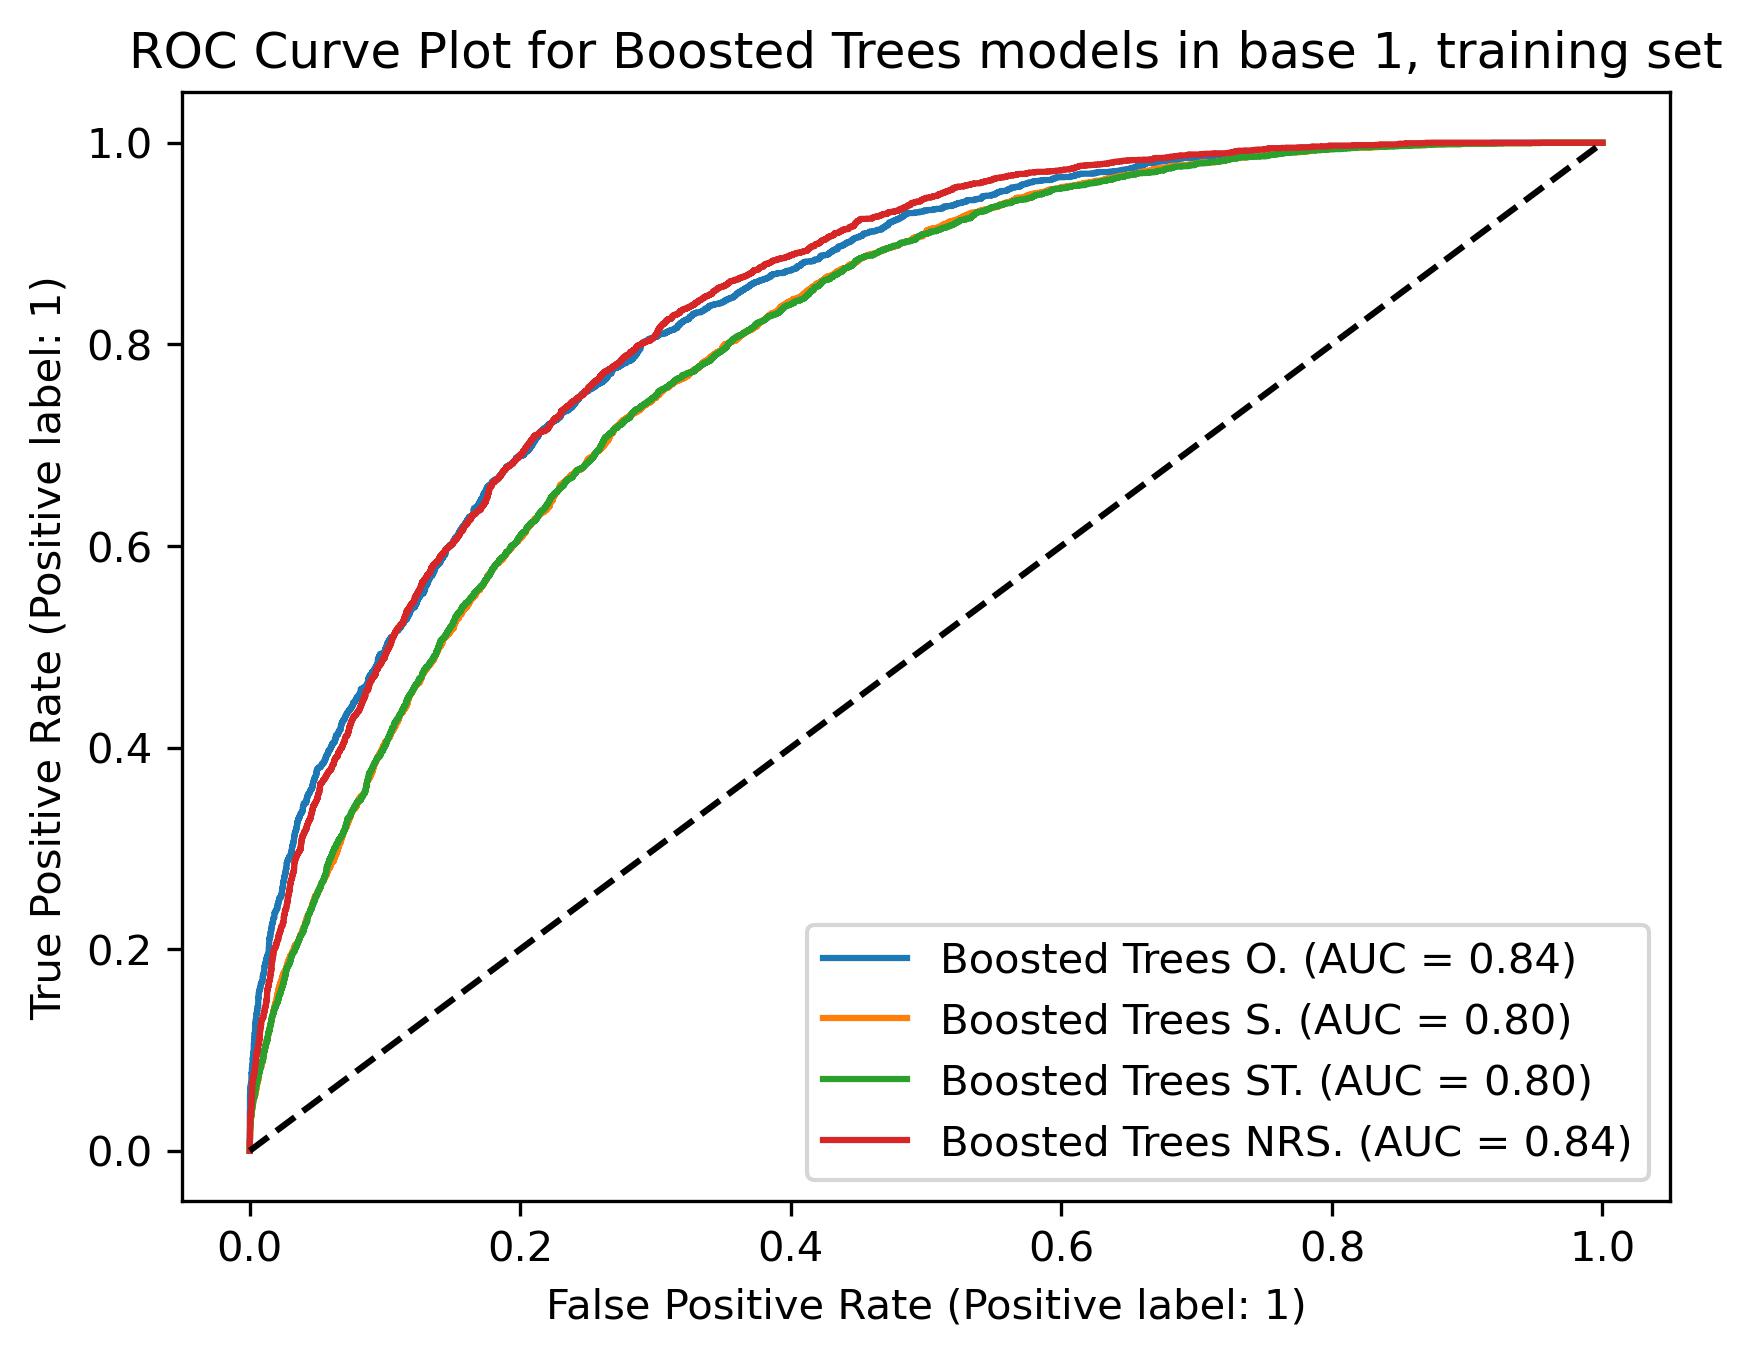 ROC Curve Plot for Boosted Trees models in base 1, training set
True Positive Rate (Positive label: 1)
1.0
0.8
0.6
0.4
0.2
0.0
Boosted Trees O. (AUC = 0.84)
Boosted Trees S. (AUC = 0.80)
Boosted Trees ST. (AUC = 0.80)
Boosted Trees NRS. (AUC = 0.84)
0.0 0.2 0.4 0.6 0.8 1.0
False Positive Rate (Positive label: 1)